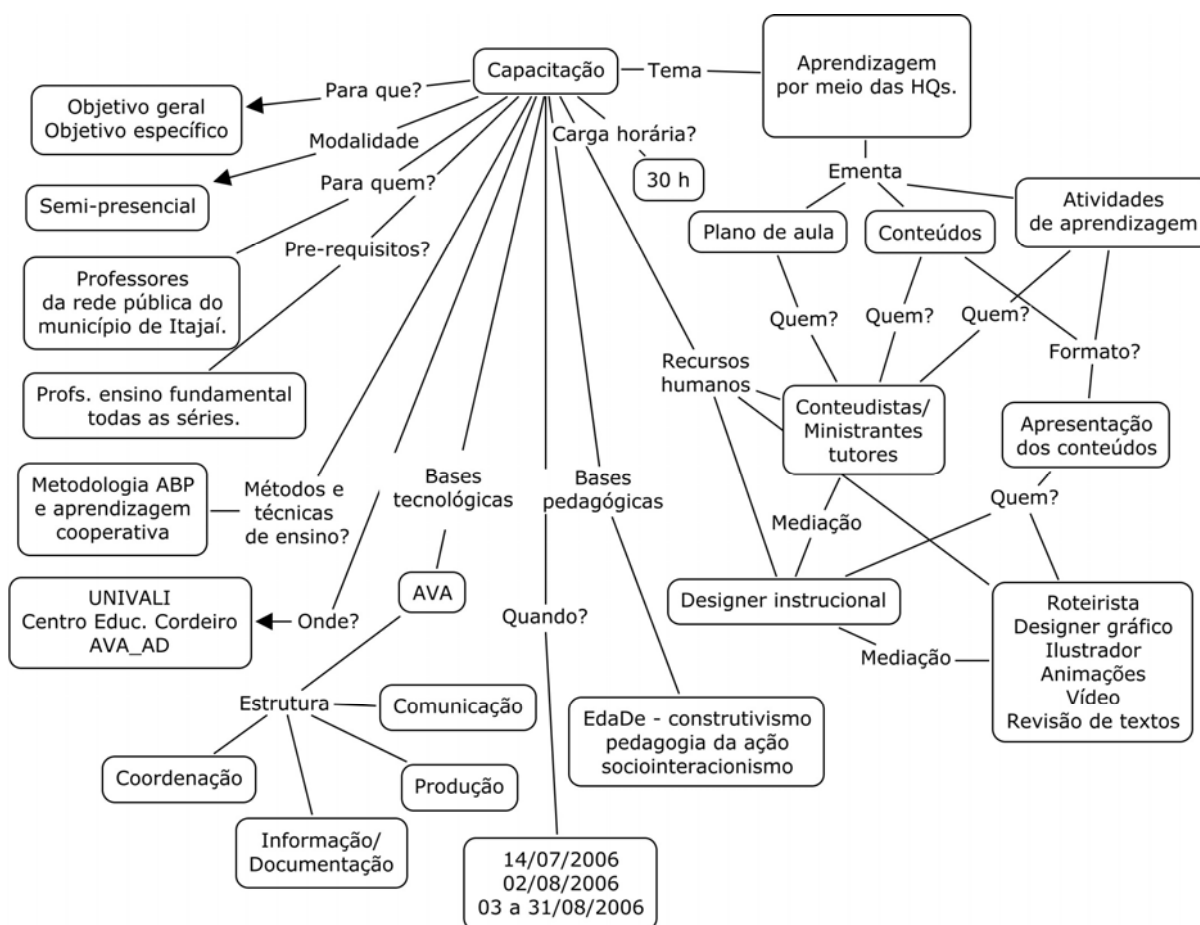 Capacitação
Tema
Aprendizagem
por meio das HQs.
Para que?
Objetivo geral
Objetivo específico
Modalidade
Semi-presencial
Para quem?
Professores
da rede pública do
município de Itajaí.
Pre-requisitos?
Profs. ensino fundamental
todas as séries.
Carga horária?
30 h
Ementa
Plano de aula
Conteúdos
Atividades
de aprendizagem
Quem?
Quem?
Quem?
Formato?
Recursos
humanos
Conteudistas/
Ministrantes
tutores
Apresentação
dos conteúdos
Quem?
Metodologia ABP
e aprendizagem
cooperativa
Métodos e
técnicas
de ensino?
Bases
tecnológicas
Bases
pedagógicas
Mediação
UNIVALI
Centro Educ. Cordeiro
AVA_AD
Onde?
AVA
Quando?
Designer instrucional
Mediação
Roteirista
Designer gráfico
Ilustrador
Animações
Vídeo
Revisão de textos
Estrutura
Comunicação
Coordenação
Produção
Informação/
Documentação
EdaDe - construtivismo
pedagogia da ação
sociointeracionismo
14/07/2006
02/08/2006
03 a 31/08/2006